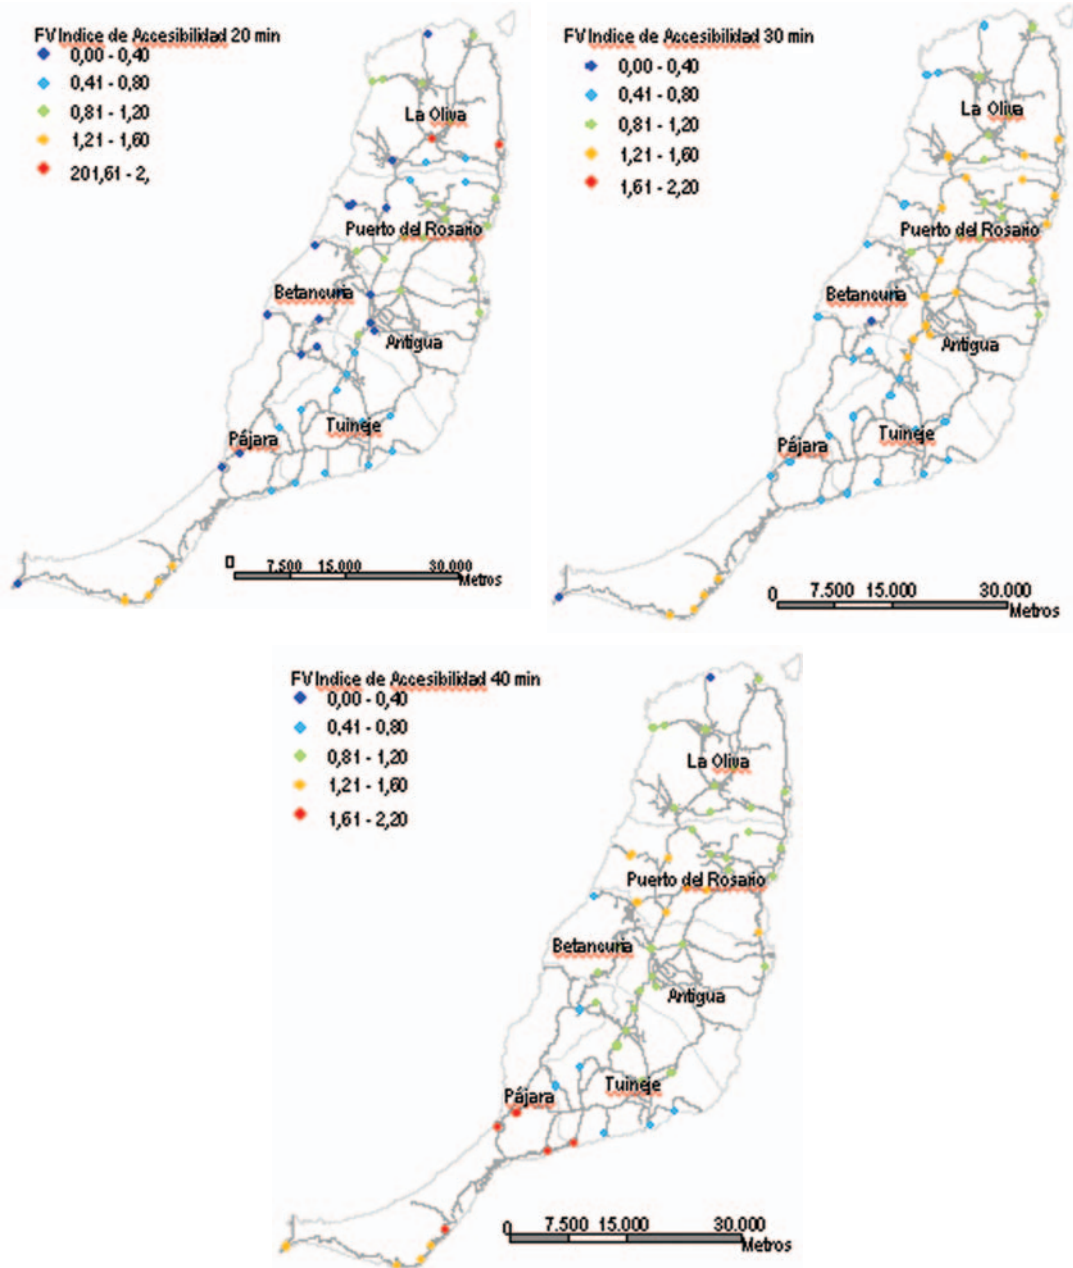 FV Indice de Accesibilidad 20 min
0,00 - 0,40
0,41 - 0,80
0,81 - 1,20
1,21 - 1,60
201,61 - 2,
La Oliva
Puerto del Rosario
Betancuria
Antigua
Tuineje
Pájara
0 7.500 15.000 30.000
Metros
FV Indice de Accesibilidad 30 min
0,00 - 0,40
0,41 - 0,80
0,81 - 1,20
1,21 - 1,60
1,61 - 2,20
La Oliva
Puerto del Rosario
Betancuria
Antigua
Tuineje
Pájara
0 7.500 15.000 30.000
Metros
FV Indice de Accesibilidad 40 min
0,00 - 0,40
0,41 - 0,80
0,81 - 1,20
1,21 - 1,60
1,61 - 2,20
La Oliva
Puerto del Rosario
Betancuria
Antigua
Tuineje
Pájara
0 7.500 15.000 30.000
Metros